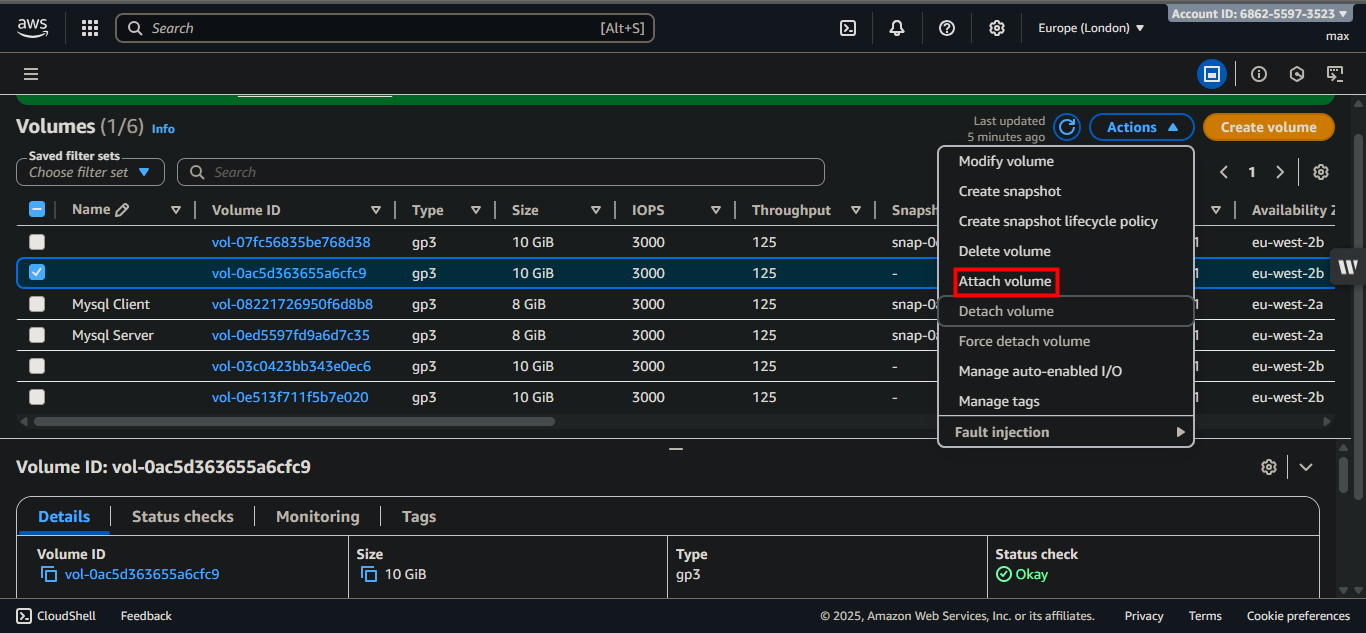 aws
Search [Alt+S]
Europe (London)
Account ID: 6862-5597-3523
max
Volumes (1/6) Info
Last updated
5 minutes ago
Actions
Create volume
Saved filter sets
Choose filter set
Search
1
Name Volume ID Type Size IOPS Throughput Snapsh Availability Z
vol-07fc56835be768d38 gp3 10 GiB 3000 125 snap-0 1 eu-west-2b
vol-0ac5d363655a6cfc9 gp3 10 GiB 3000 125 - 1 eu-west-2b
Mysql Client vol-08221726950f6d8b8 gp3 8 GiB 3000 125 snap-0 1 eu-west-2a
Mysql Server vol-0ed5597fd9a6d7c35 gp3 8 GiB 3000 125 snap-0 1 eu-west-2a
vol-03c0423bb343e0ec6 gp3 10 GiB 3000 125 - 1 eu-west-2b
vol-0e513f711f5b7e020 gp3 10 GiB 3000 125 - 1 eu-west-2b
Modify volume
Create snapshot
Create snapshot lifecycle policy
Delete volume
Attach volume
Detach volume
Force detach volume
Manage auto-enabled I/O
Manage tags
Fault injection
W
Volume ID: vol-0ac5d363655a6cfc9
Details Status checks Monitoring Tags
Volume ID Size Type Status check
vol-0ac5d363655a6cfc9 10 GiB gp3 Okay
CloudShell Feedback © 2025, Amazon Web Services, Inc. or its affiliates. Privacy Terms Cookie preferences